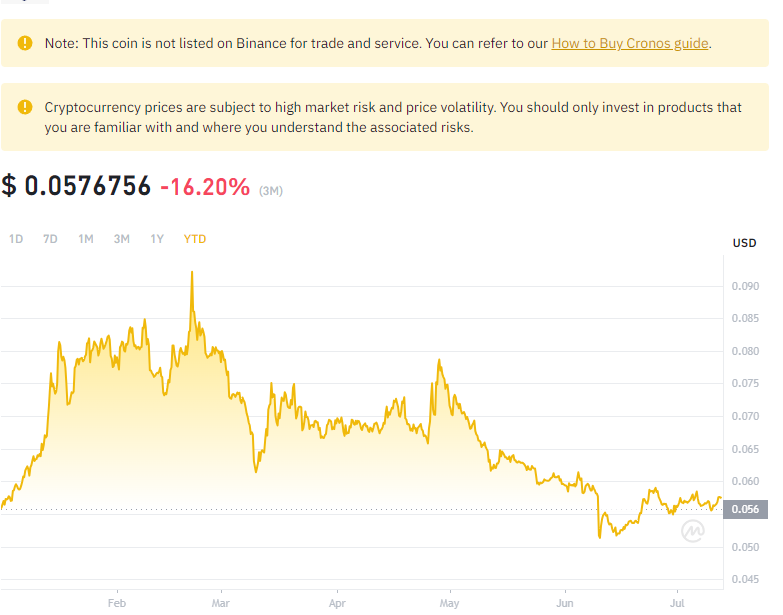 Note: This coin is not listed on Binance for trade and service. You can refer to our How to Buy Cronos guide.
Cryptocurrency prices are subject to high market risk and price volatility. You should only invest in products that
you are familiar with and where you understand the associated risks.
$ 0.0576756 -16.20% (3M)
1D 7D 1M 3M 1Y YTD
USD
0.090
0.085
0.080
0.075
0.070
0.065
0.060
0.056
0.050
0.045
Feb Mar Apr May Jun Jul